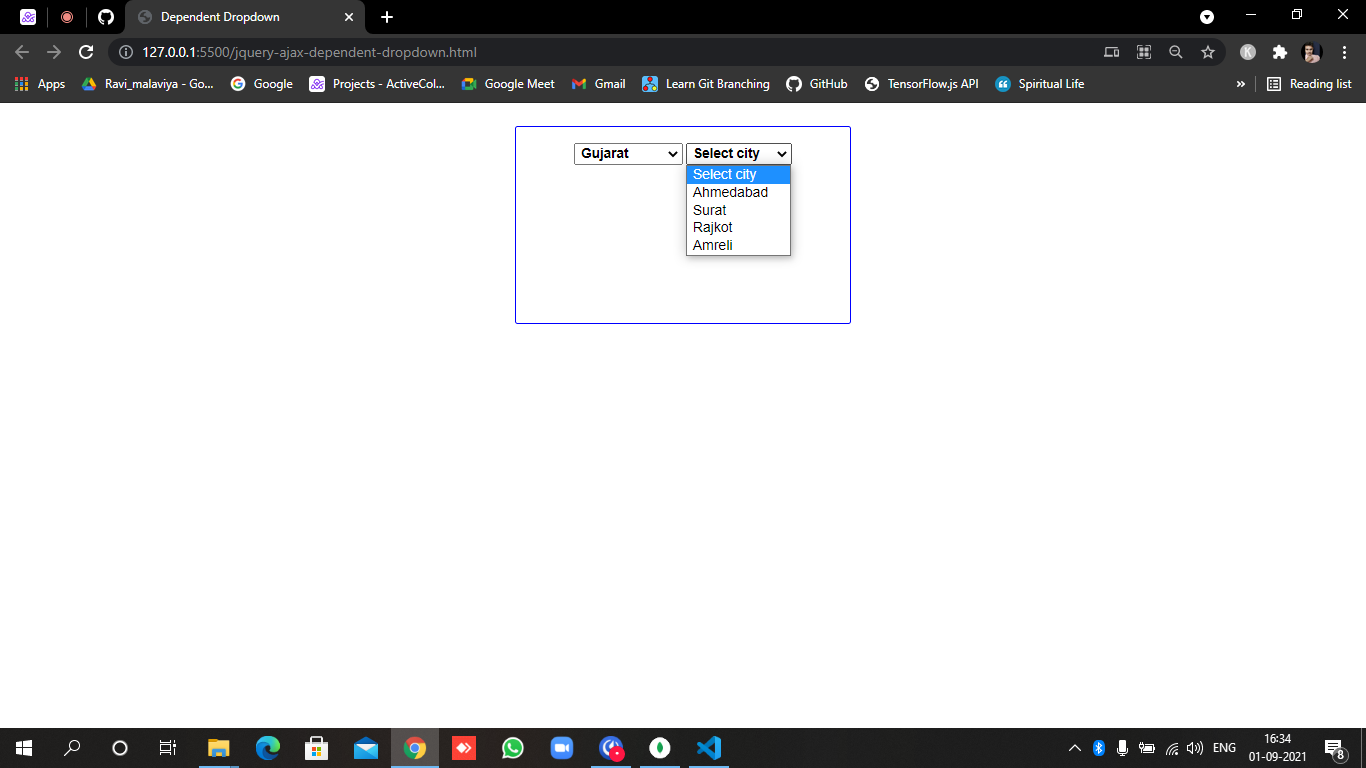 Dependent Dropdown
127.0.0.1:5500/jquery-ajax-dependent-dropdown.html
K
Apps Ravi_malaviya - Go... Google Projects - ActiveCol... Google Meet Gmail Learn Git Branching GitHub TensorFlow.js API Spiritual Life » Reading list
Gujarat Select city
Select city
Ahmedabad
Surat
Rajkot
Amreli
ENG 16:34
01-09-2021 8